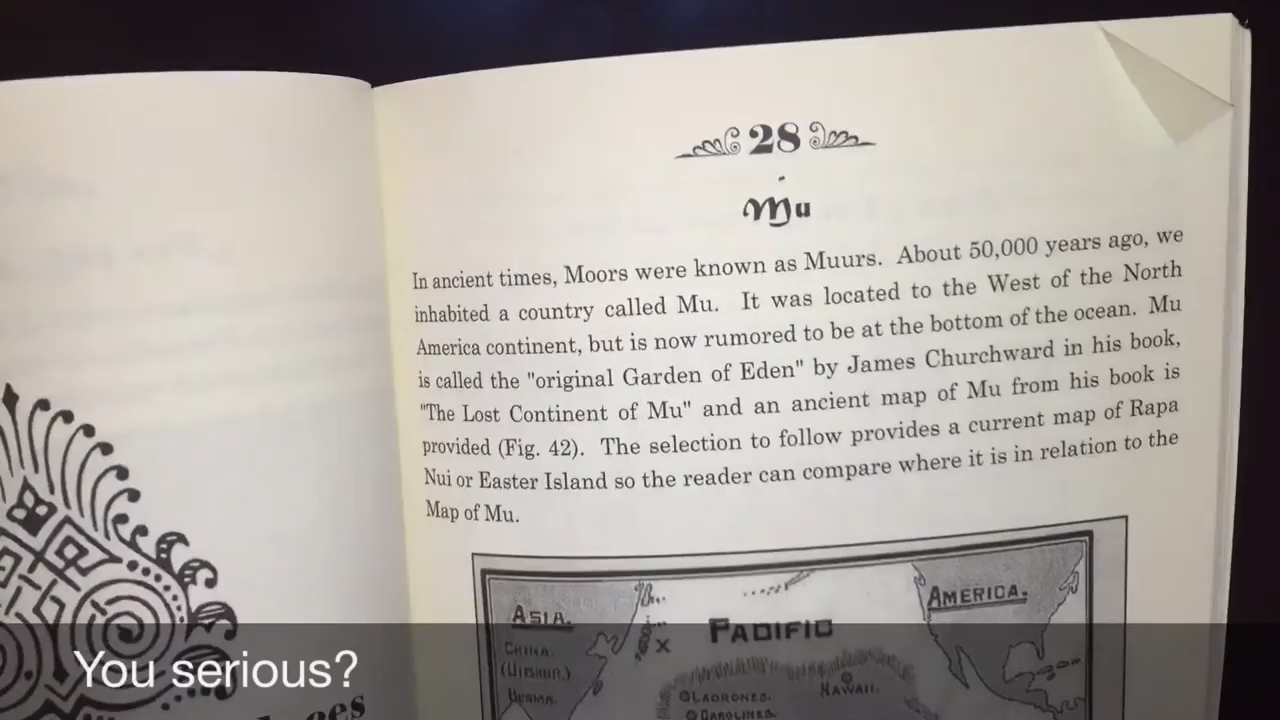 28
Mu
In ancient times, Moors were known as Muurs. About 50,000 years ago, we
inhabited a country called Mu. It was located to the West of the North
America continent, but is now rumored to be at the bottom of the ocean. Mu
is called the "original Garden of Eden" by James Churchward in his book,
"The Lost Continent of Mu" and an ancient map of Mu from his book is
provided (Fig. 42). The selection to follow provides a current map of Rapa
Nui or Easter Island so the reader can compare where it is in relation to the
Map of Mu.
ASIA.
AMERICA.
PACIFIC
CHINA.
(UIGHUR.)
BURMA.
LADRONES.
HAWAII.
CAROLINES.
You serious?